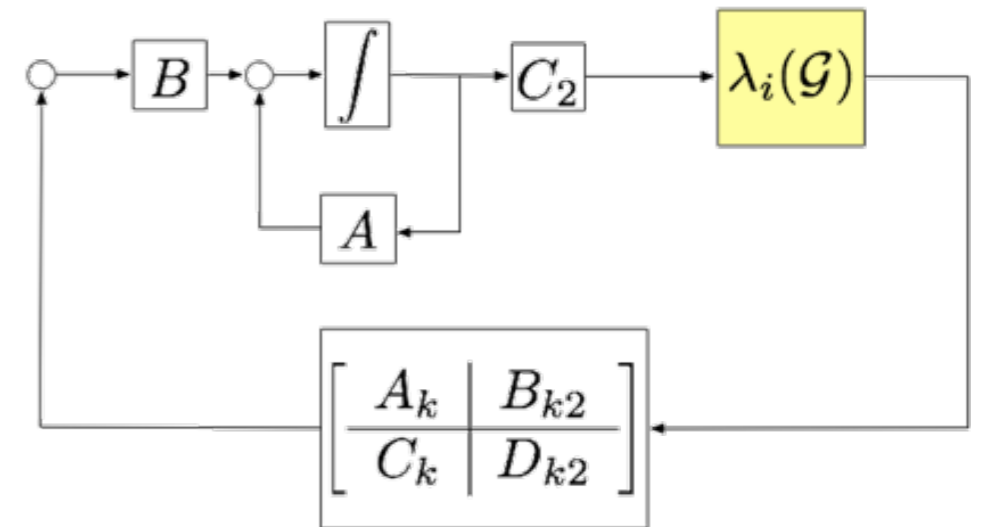 B
∫
C₂
λᵢ(𝒢)
A
Aₖ Bₖ₂
Cₖ Dₖ₂